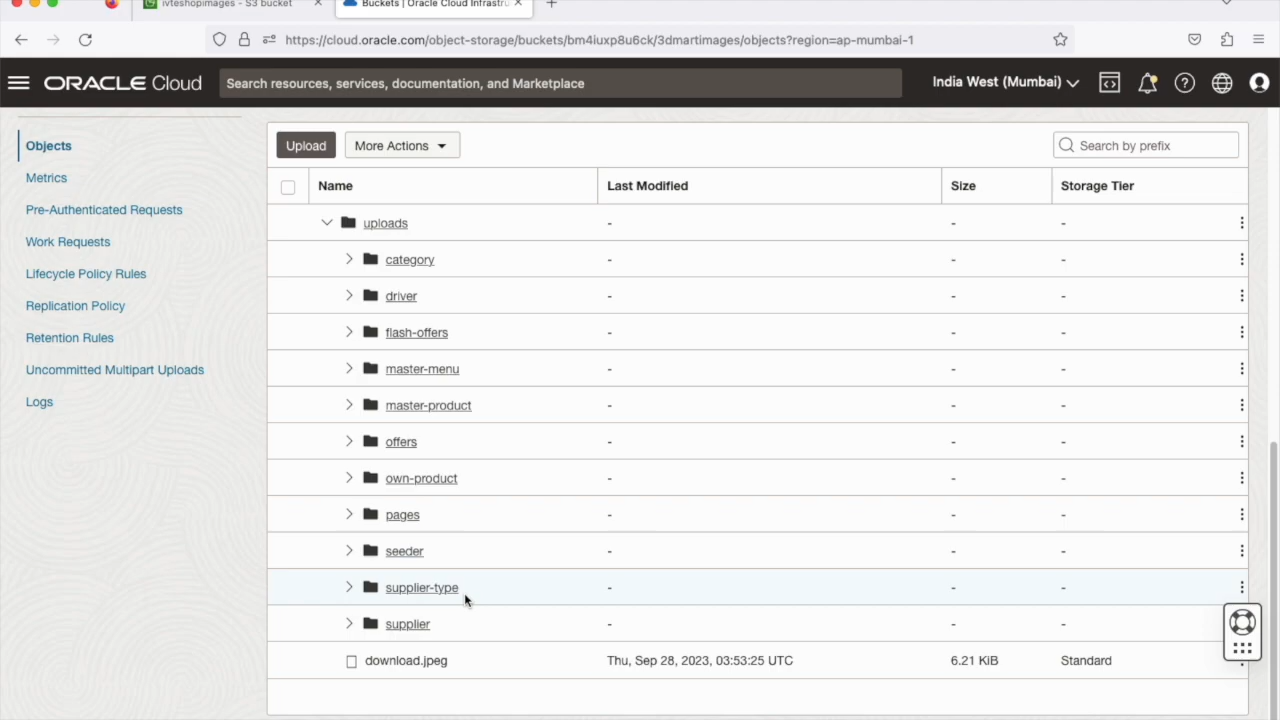 ivteshopimages - S3 bucket
Buckets | Oracle Cloud Infrastru
https://cloud.oracle.com/object-storage/buckets/bm4iuxp8u6ck/3dmartimages/objects?region=ap-mumbai-1
ORACLE Cloud
Search resources, services, documentation, and Marketplace
India West (Mumbai)
Objects
Metrics
Pre-Authenticated Requests
Work Requests
Lifecycle Policy Rules
Replication Policy
Retention Rules
Uncommitted Multipart Uploads
Logs
Upload
More Actions
Search by prefix
Name Last Modified Size Storage Tier
uploads - - -
category - - -
driver - - -
flash-offers - - -
master-menu - - -
master-product - - -
offers - - -
own-product - - -
pages - - -
seeder - - -
supplier-type - - -
supplier - - -
download.jpeg Thu, Sep 28, 2023, 03:53:25 UTC 6.21 KiB Standard